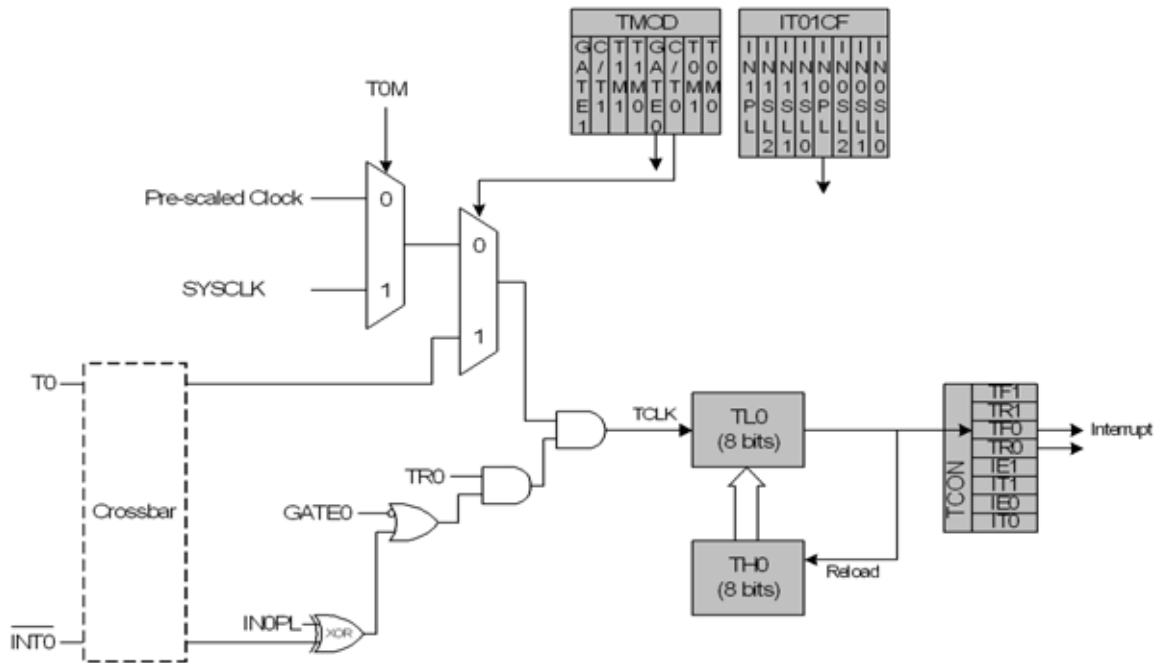 TMOD
IT01CF
GATE1
C/T1
T1M1
T1M0
GATE0
C/T0
T0M1
T0M0
IN1PL
IN1SL2
IN1SL1
IN1SL0
IN0PL
IN0SL2
IN0SL1
IN0SL0
T0M
Pre-scaled Clock
0
SYSCLK
1
0
1
T0
Crossbar
INT0
TR0
GATE0
IN0PL
XOR
TCLK
TL0
(8 bits)
TH0
(8 bits)
Reload
TCON
TF1
TR1
TF0
TR0
IE1
IT1
IE0
IT0
Interrupt